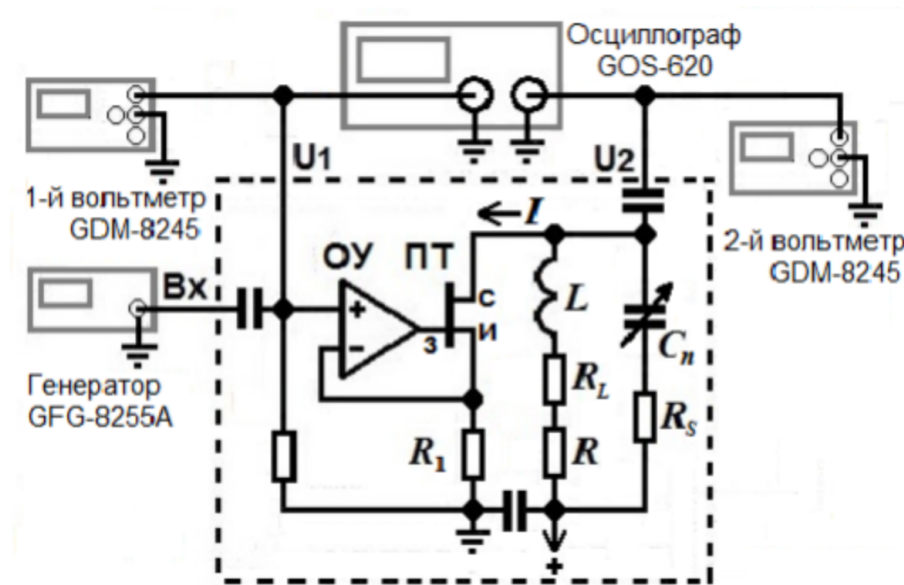 Осциллограф
GOS-620
U1
U2
1-й вольтметр
GDM-8245
2-й вольтметр
GDM-8245
I
ОУ
ПТ
Вх
+
-
с
и
з
L
Cn
RL
RS
R1
R
Генератор
GFG-8255A
+